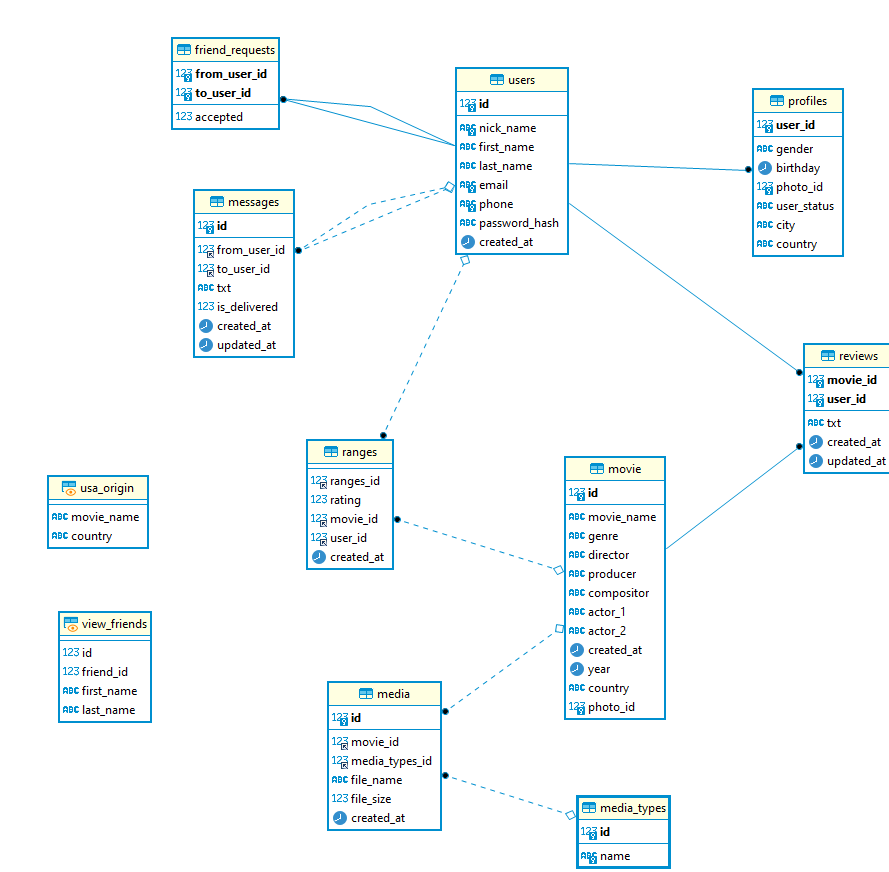 friend_requests
123 from_user_id
123 to_user_id
123 accepted
users
123 id
ABC nick_name
ABC first_name
ABC last_name
ABC email
ABC phone
ABC password_hash
created_at
profiles
123 user_id
ABC gender
birthday
123 photo_id
ABC user_status
ABC city
ABC country
messages
123 id
123 from_user_id
123 to_user_id
ABC txt
123 is_delivered
created_at
updated_at
reviews
123 movie_id
123 user_id
ABC txt
created_at
updated_at
ranges
123 ranges_id
123 rating
123 movie_id
123 user_id
created_at
movie
123 id
ABC movie_name
ABC genre
ABC director
ABC producer
ABC compositor
ABC actor_1
ABC actor_2
created_at
year
ABC country
123 photo_id
usa_origin
ABC movie_name
ABC country
view_friends
123 id
123 friend_id
ABC first_name
ABC last_name
media
123 id
123 movie_id
123 media_types_id
ABC file_name
123 file_size
created_at
media_types
123 id
ABC name